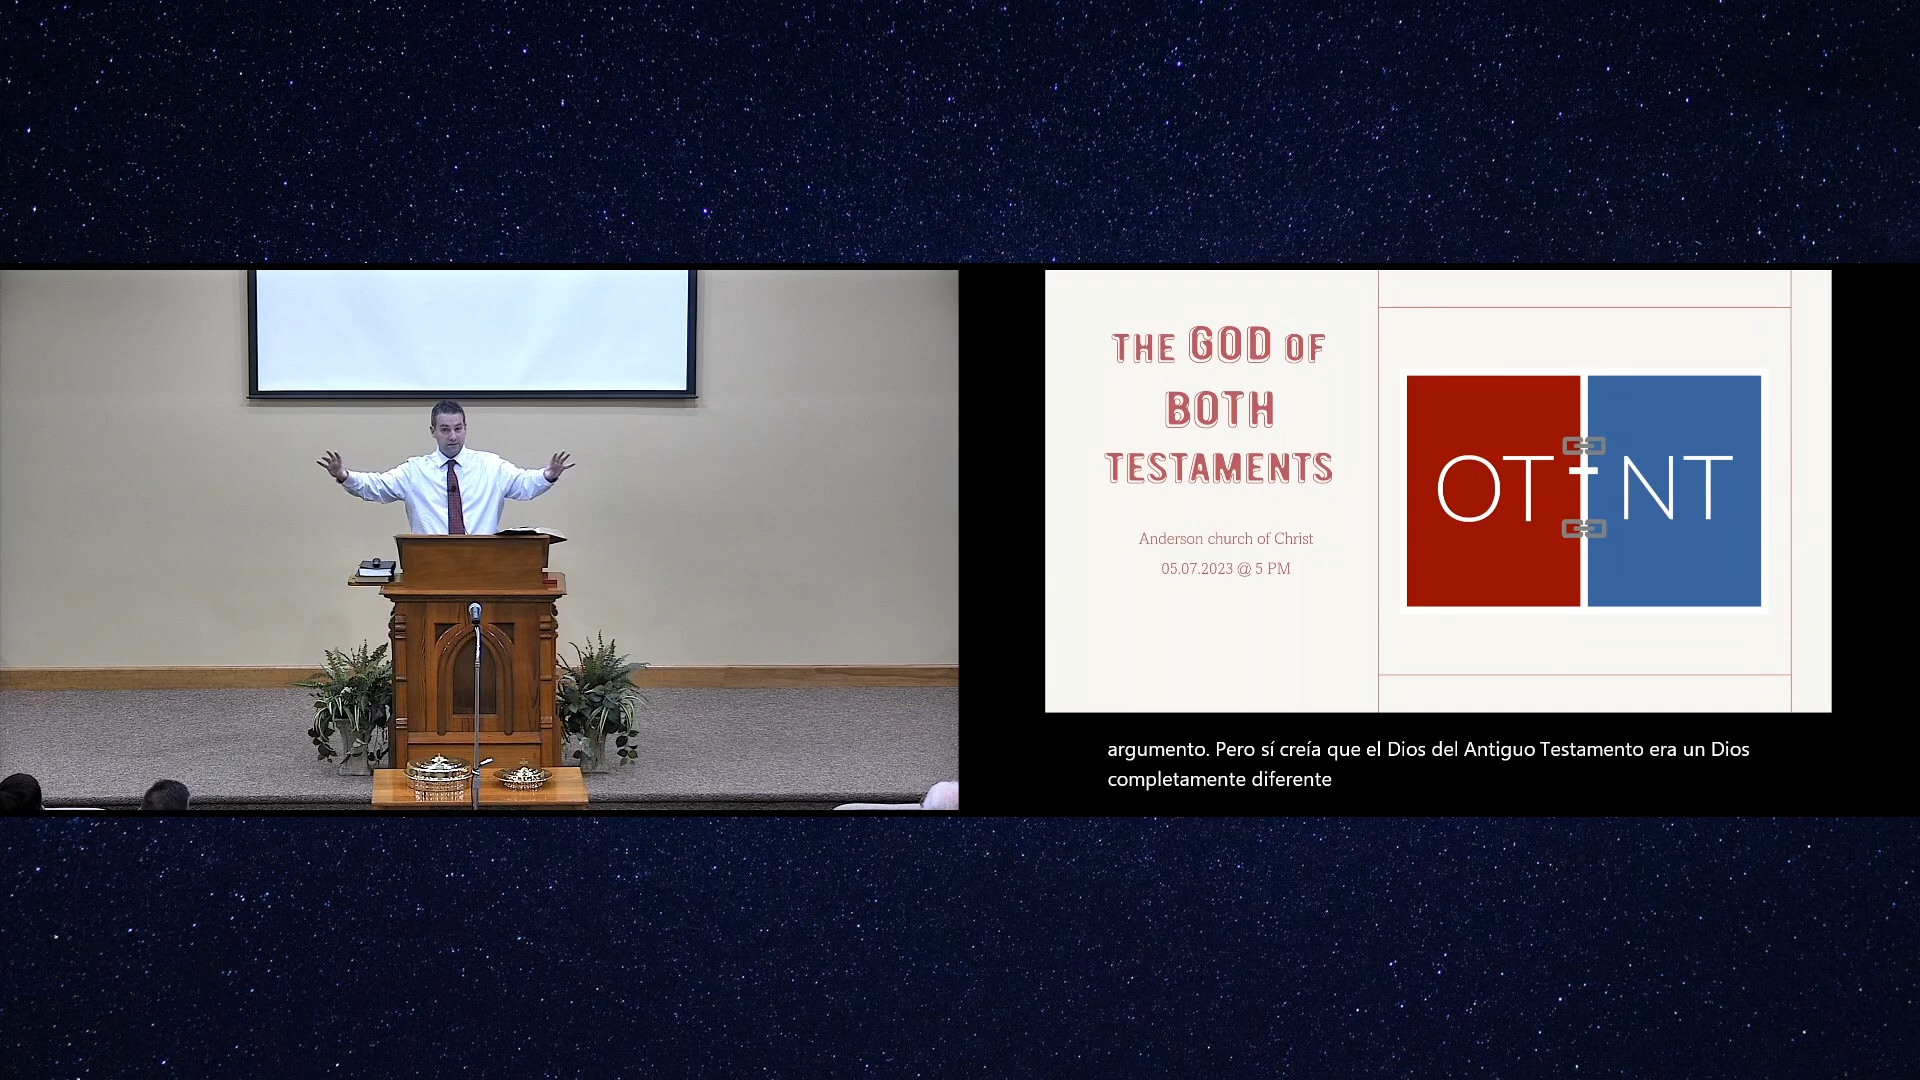 THE GOD OF
BOTH
TESTAMENTS
Anderson church of Christ
05.07.2023 @ 5 PM
OT NT
argumento. Pero sí creía que el Dios del Antiguo Testamento era un Dios
completamente diferente